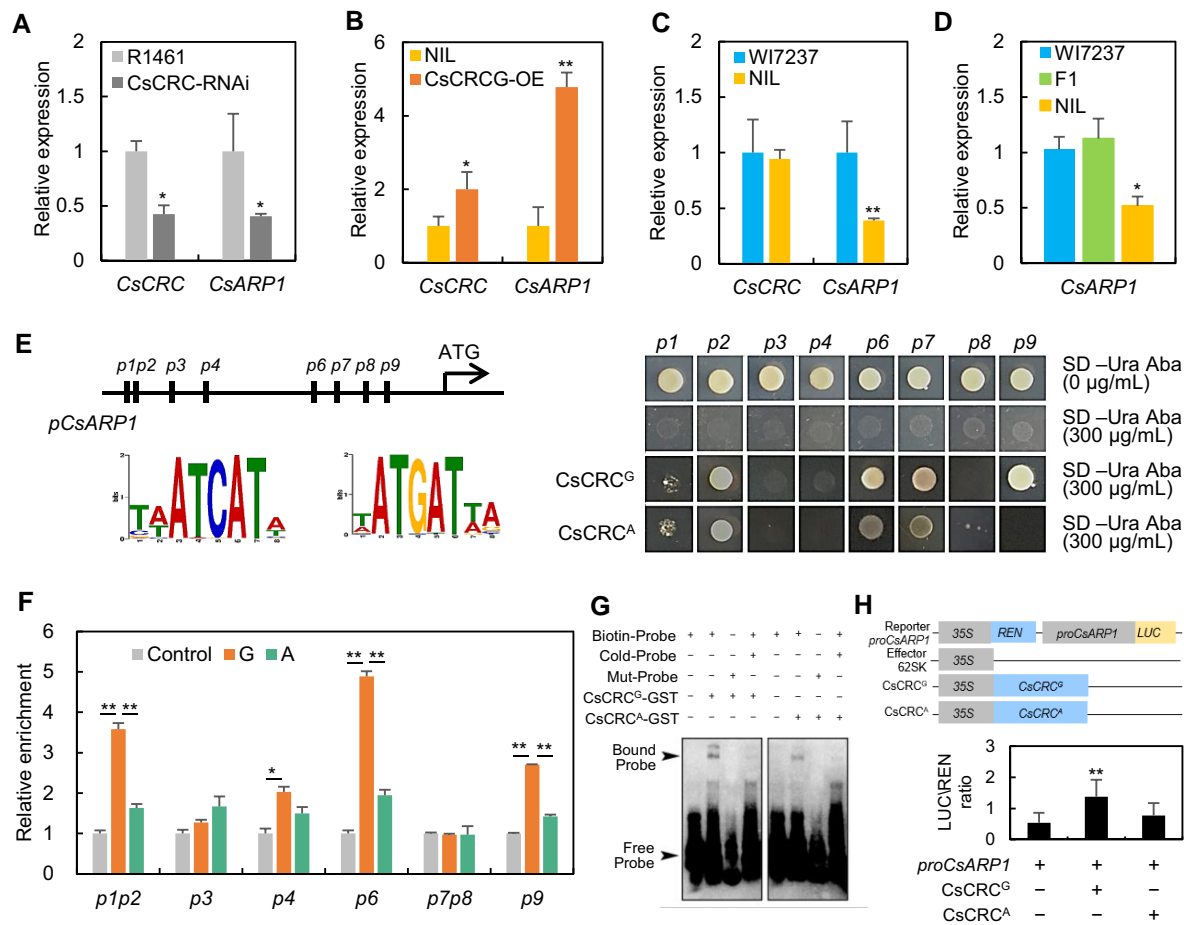 A
2
1.5
1
0.5
0
Relative expression
R1461
CsCRC-RNAi
*
*
CsCRC
CsARP1
B
6
4
2
0
Relative expression
NIL
CsCRCG-OE
*
**
CsCRC
CsARP1
C
2
1.5
1
0.5
0
Reletive expression
WI7237
NIL
**
CsCRC
CsARP1
D
2
1.5
1
0.5
0
Relative expression
WI7237
F1
NIL
*
CsARP1
E
p1p2 p3 p4 p6 p7 p8 p9
ATG
pCsARP1
p1 p2 p3 p4 p6 p7 p8 p9
SD –Ura Aba
(0 µg/mL)
SD –Ura Aba
(300 µg/mL)
CsCRCᴳ
SD –Ura Aba
(300 µg/mL)
CsCRCᴬ
SD –Ura Aba
(300 µg/mL)
F
6
5
4
3
2
1
0
Relative enrichment
Control G A
** **
*
** **
** **
p1p2 p3 p4 p6 p7p8 p9
G
Biotin-Probe + + – + + + – +
Cold-Probe – – – + – – – +
Mut-Probe – – + – – – + –
CsCRCᴳ-GST – + + + – – – –
CsCRCᴬ-GST – – – – – + + +
Bound
Probe
Free
Probe
H
Reporter
proCsARP1
35S REN proCsARP1 LUC
Effector
62SK
35S
CsCRCᴳ 35S CsCRCᴳ
CsCRCᴬ 35S CsCRCᴬ
3
2
1
0
LUC\REN
ratio
**
proCsARP1 + + +
CsCRCᴳ – + –
CsCRCᴬ – – +